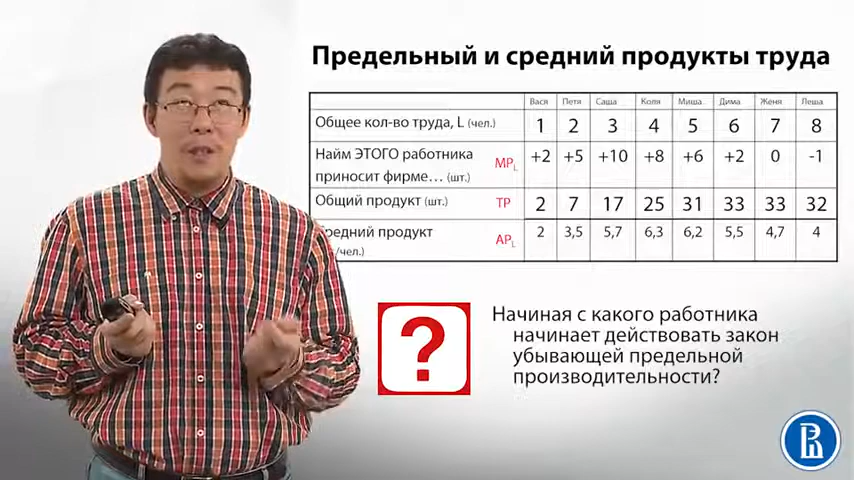 Предельный и средний продукты труда
Вася Петя Саша Коля Миша Дима Женя Леша
Общее кол-во труда, L (чел.) 1 2 3 4 5 6 7 8
Найм ЭТОГО работника
приносит фирме... (шт.) MPL +2 +5 +10 +8 +6 +2 0 -1
Общий продукт (шт.) TP 2 7 17 25 31 33 33 32
продукт APL 2 3,5 5,7 6,3 6,2 5,5 4,7 4
/чел.)
?
Начиная с какого работника
начинает действовать закон
убывающей предельной
производительности?